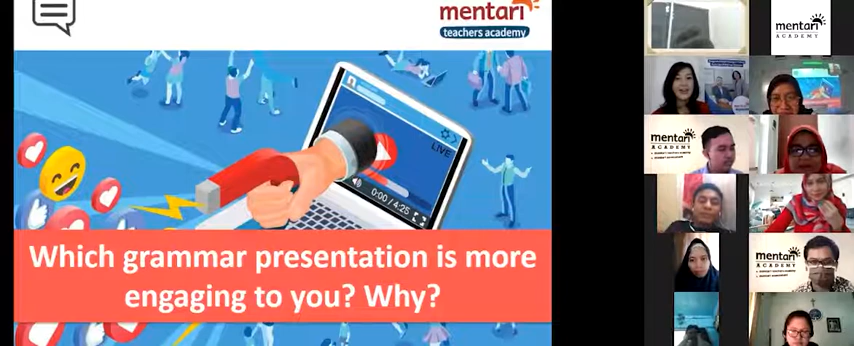 mentari
teachers academy
LIVE
0:00 / 4:25
Which grammar presentation is more
engaging to you? Why?
mentari
ACADEMY
mentari
ACADEMY
mentari
ACADEMY